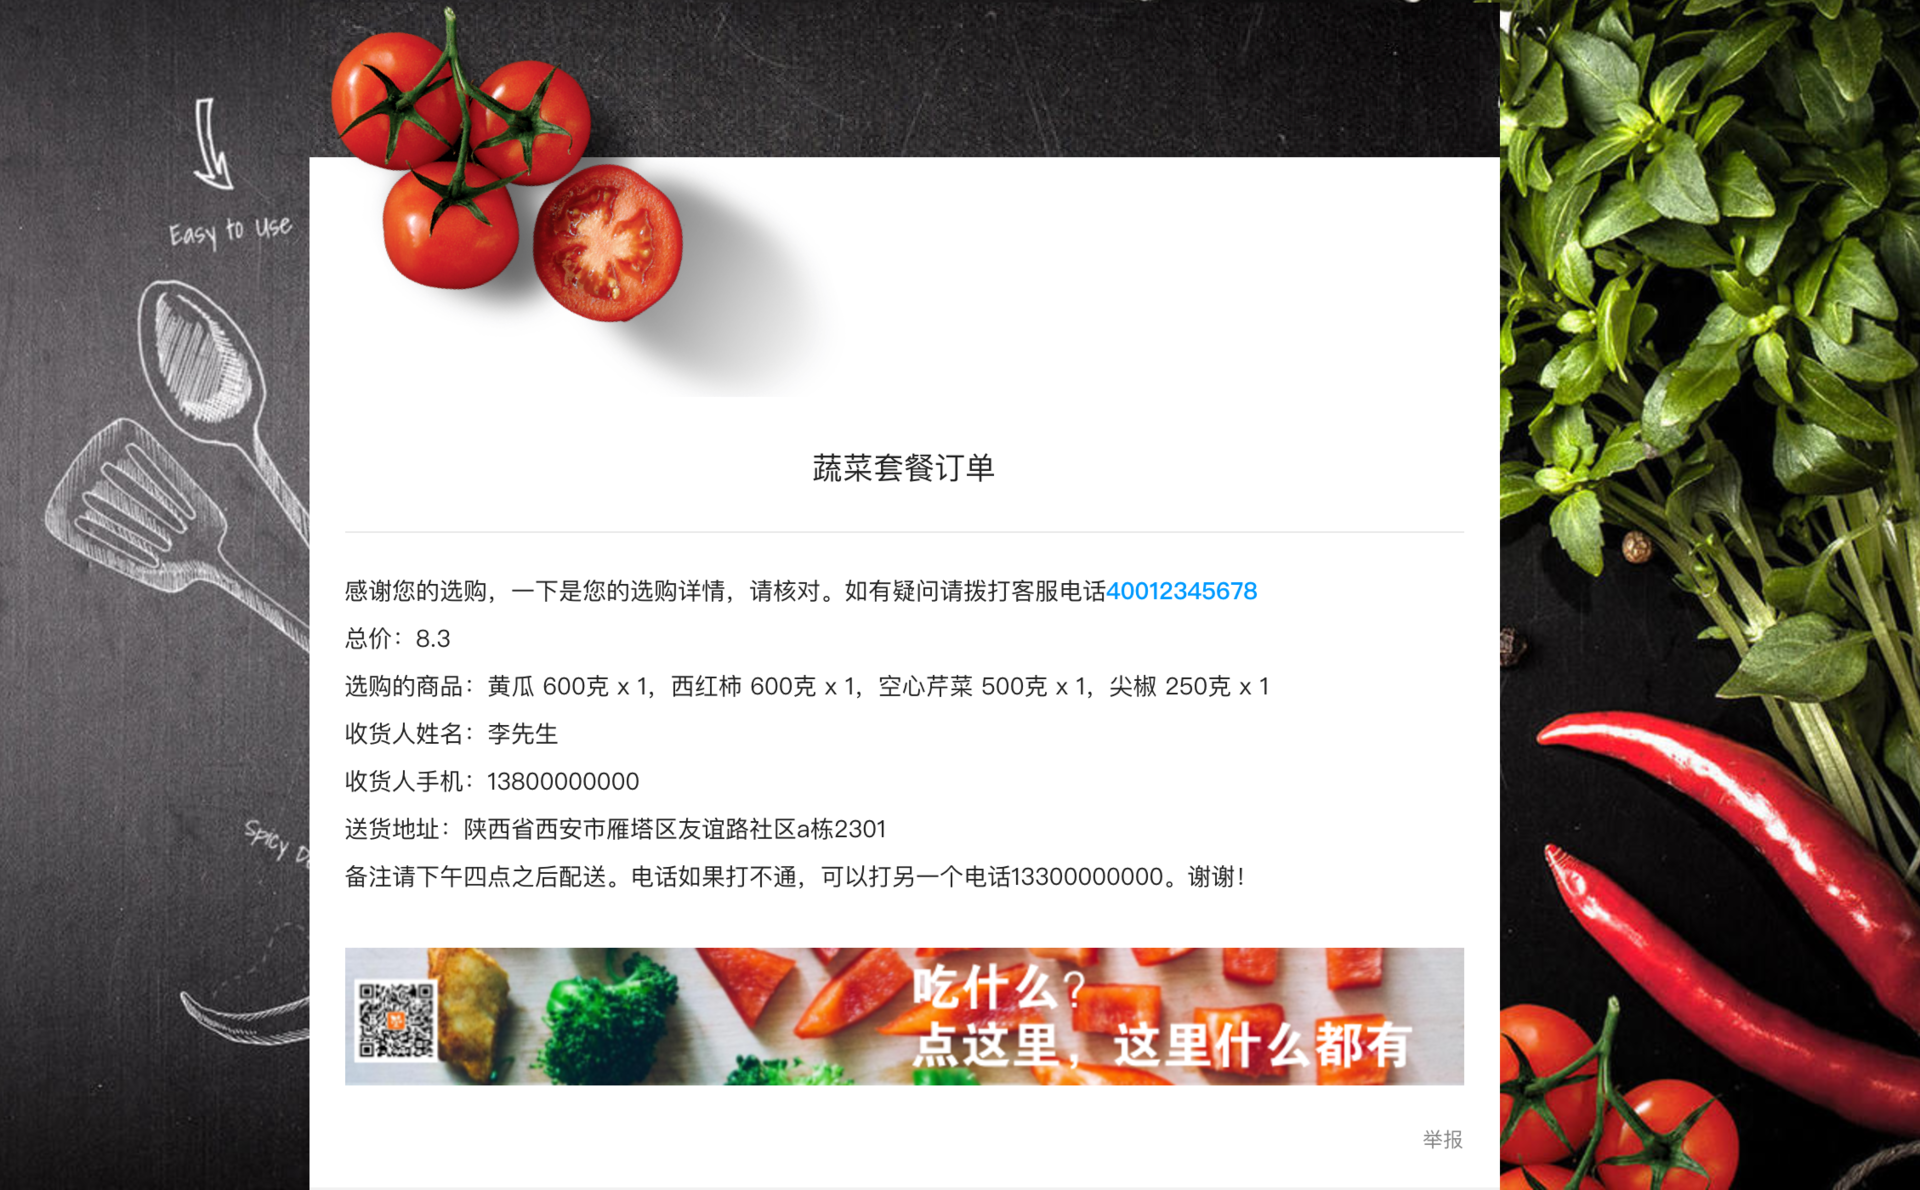 Easy to Use
蔬菜套餐订单
感谢您的选购，一下是您的选购详情，请核对。如有疑问请拨打客服电话40012345678
总价：8.3
选购的商品：黄瓜 600克 x 1，西红柿 600克 x 1，空心芹菜 500克 x 1，尖椒 250克 x 1
收货人姓名：李先生
收货人手机：13800000000
送货地址：陕西省西安市雁塔区友谊路社区a栋2301
Spicy
备注请下午四点之后配送。电话如果打不通，可以打另一个电话13300000000。谢谢！
吃什么？
点这里，这里什么都有
举报